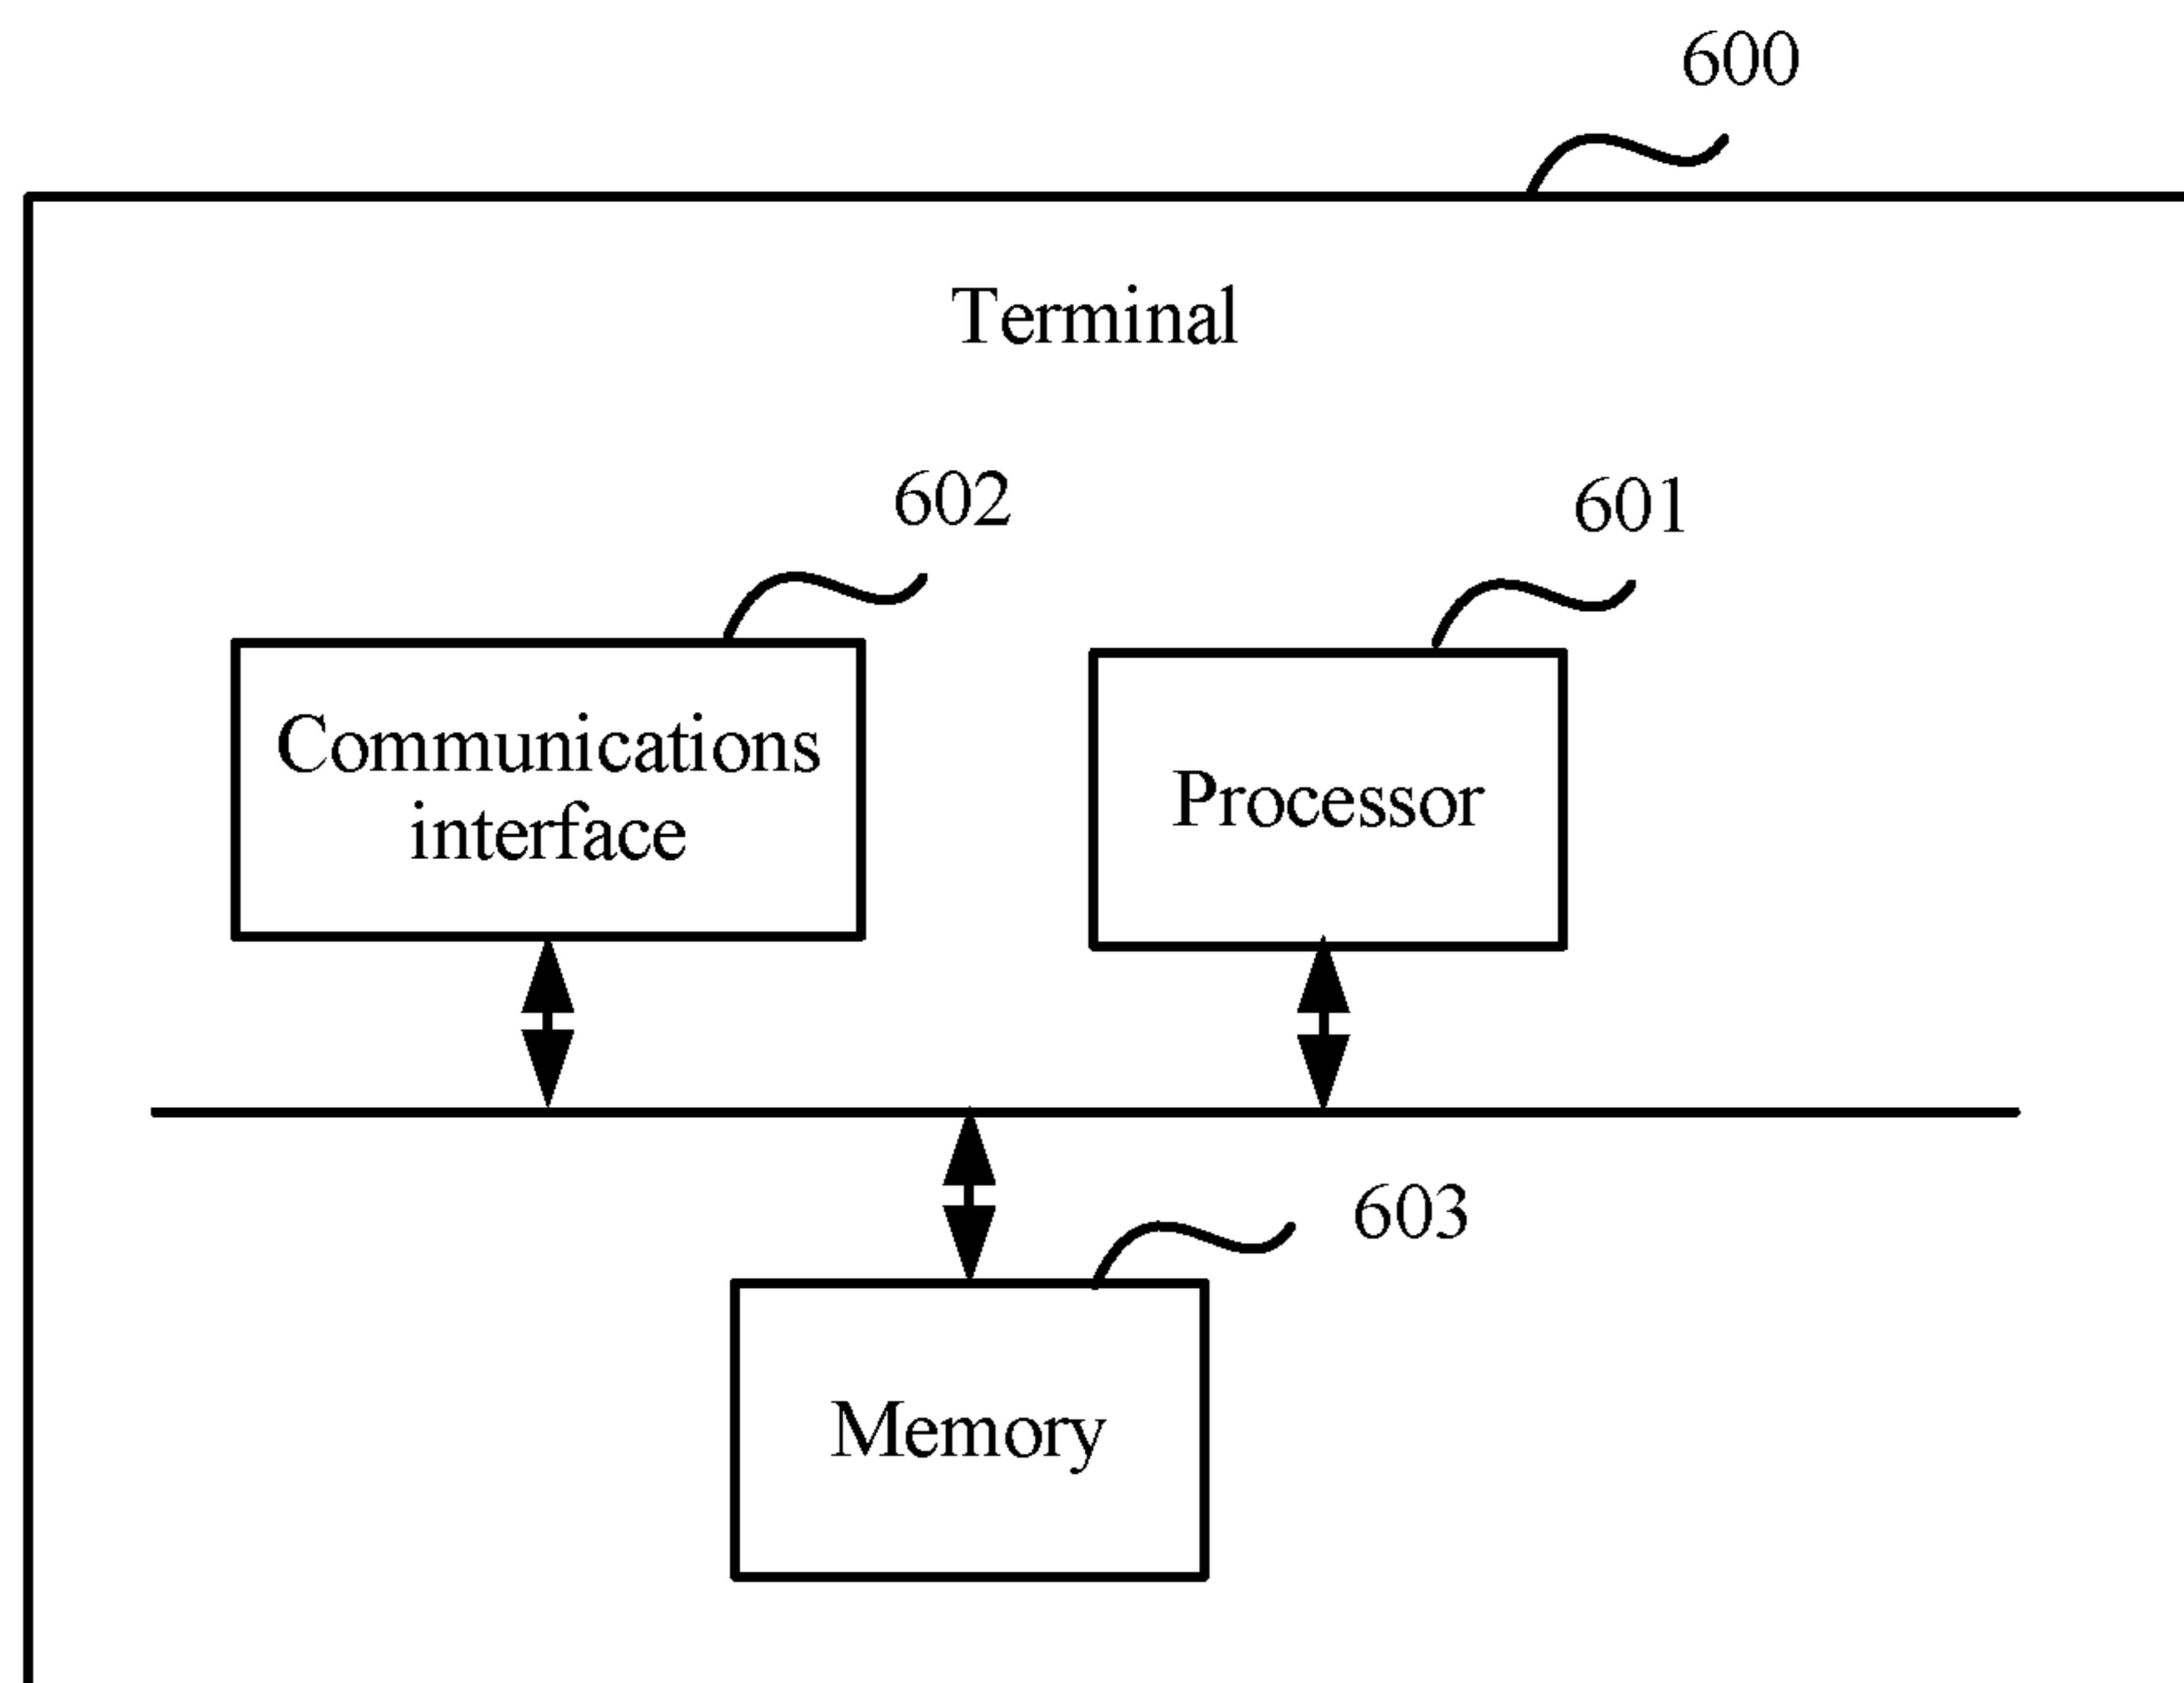 600
Terminal
602
601
Communications
interface
Processor
603
Memory